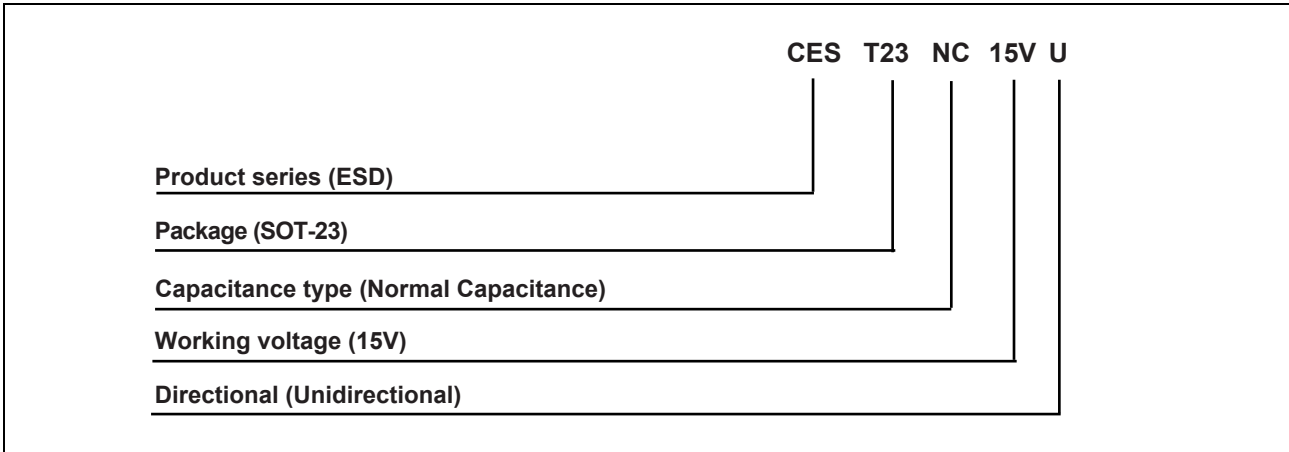 CES T23 NC 15V U
Product series (ESD)
Package (SOT-23)
Capacitance type (Normal Capacitance)
Working voltage (15V)
Directional (Unidirectional)